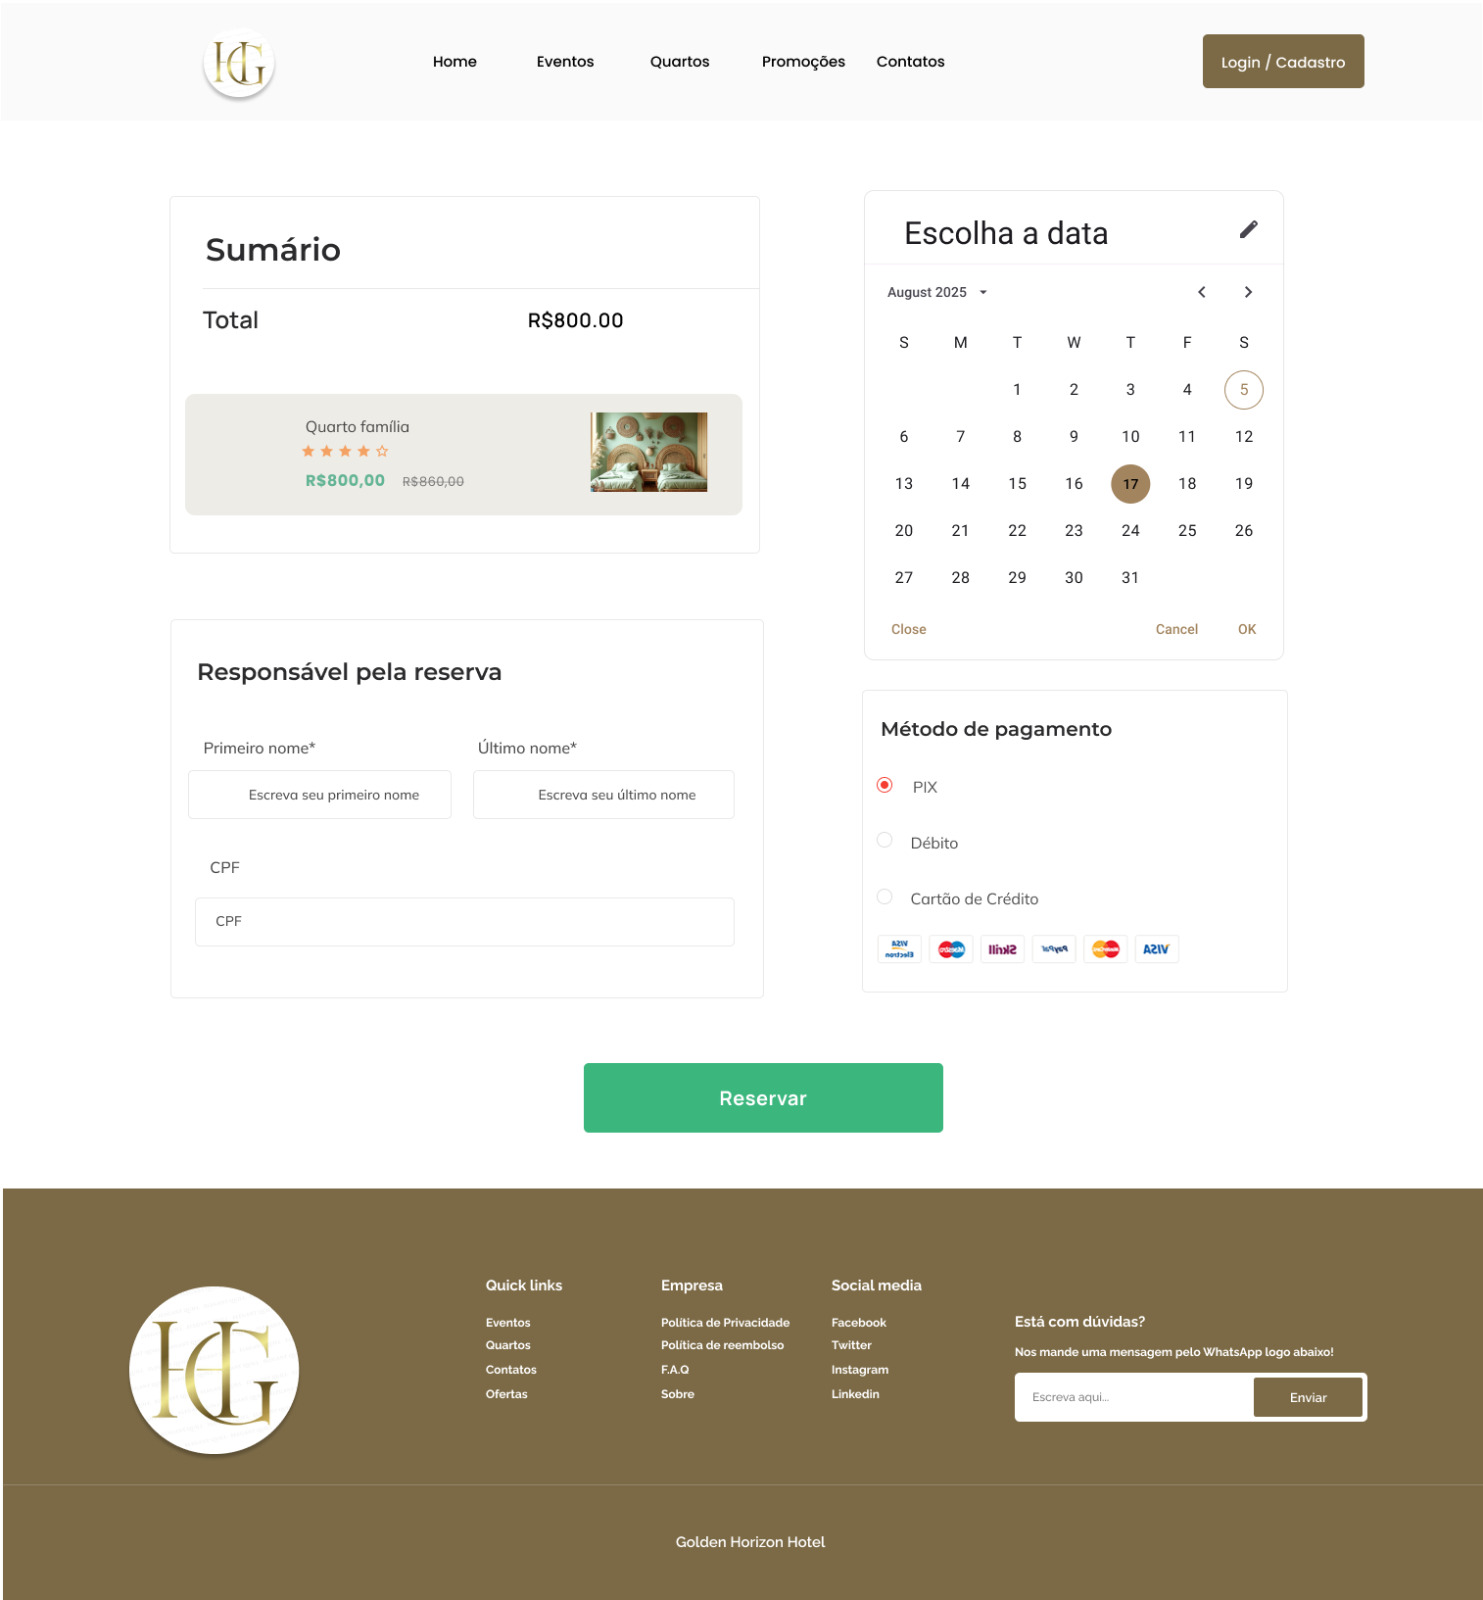 HG
Home Eventos Quartos Promoções Contatos
Login / Cadastro
Sumário
Total R$800.00
Quarto família
R$800,00 R$860,00
Escolha a data
August 2025
S M T W T F S
1 2 3 4 5
6 7 8 9 10 11 12
13 14 15 16 17 18 19
20 21 22 23 24 25 26
27 28 29 30 31
Close Cancel OK
Responsável pela reserva
Primeiro nome* Último nome*
Escreva seu primeiro nome Escreva seu último nome
CPF
CPF
Método de pagamento
PIX
Débito
Cartão de Crédito
VISA Electron Maestro Skrill PayPal MasterCard VISA
Reservar
HG
Quick links
Eventos
Quartos
Contatos
Ofertas
Empresa
Política de Privacidade
Política de reembolso
F.A.Q
Sobre
Social media
Facebook
Twitter
Instagram
Linkedin
Está com dúvidas?
Nos mande uma mensagem pelo WhatsApp logo abaixo!
Escreva aqui... Enviar
Golden Horizon Hotel